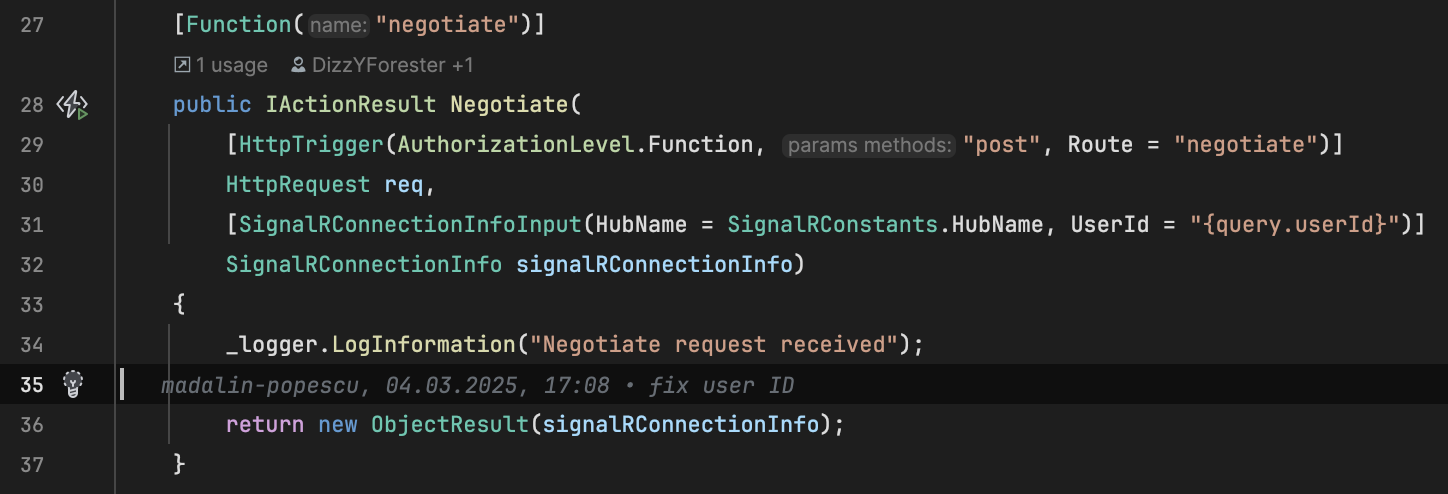 27 [Function( name: "negotiate")]
1 usage DizzYForester +1
28 public IActionResult Negotiate(
29 [HttpTrigger(AuthorizationLevel.Function, params methods: "post", Route = "negotiate")]
30 HttpRequest req,
31 [SignalRConnectionInfoInput(HubName = SignalRConstants.HubName, UserId = "{query.userId}")]
32 SignalRConnectionInfo signalRConnectionInfo)
33 {
34 _logger.LogInformation("Negotiate request received");
35 madalin-popescu, 04.03.2025, 17:08 • fix user ID
36 return new ObjectResult(signalRConnectionInfo);
37 }